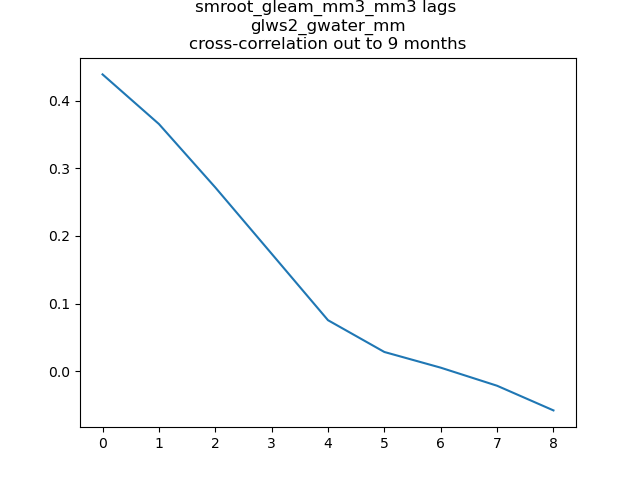 smroot_gleam_mm3_mm3 lags
glws2_gwater_mm
cross-correlation out to 9 months
0.4
0.3
0.2
0.1
0.0
0 1 2 3 4 5 6 7 8